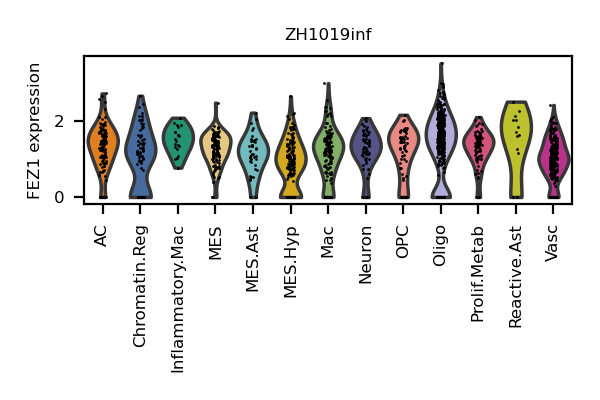 ZH1019inf
FEZ1 expression
2
0
AC
Chromatin.Reg
Inflammatory.Mac
MES
MES.Ast
MES.Hyp
Mac
Neuron
OPC
Oligo
Prolif.Metab
Reactive.Ast
Vasc